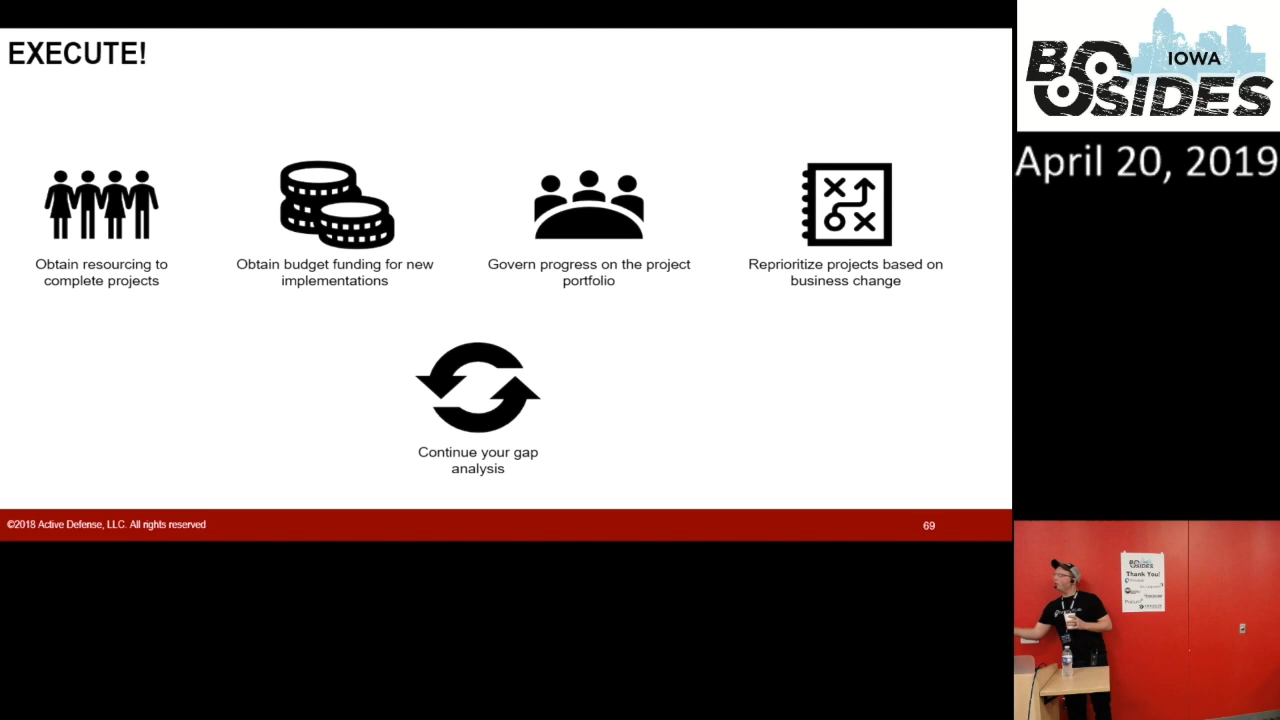 EXECUTE!
Obtain resourcing to
complete projects
Obtain budget funding for new
implementations
Govern progress on the project
portfolio
Reprioritize projects based on
business change
Continue your gap
analysis
©2018 Active Defense, LLC. All rights reserved
69
IOWA
BSIDES
April 20, 2019
BSIDES
Thank You!